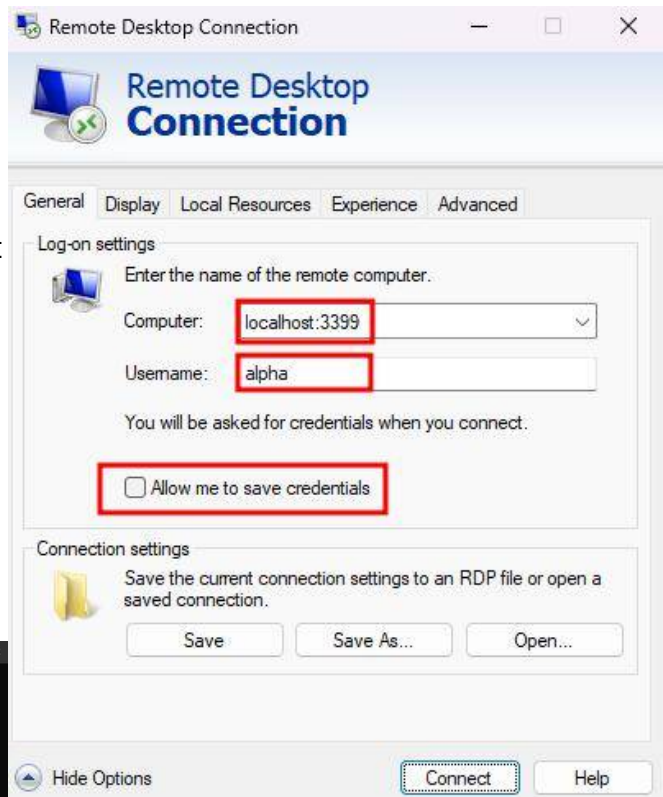 Remote Desktop Connection
Remote Desktop
Connection
General Display Local Resources Experience Advanced
Log-on settings
Enter the name of the remote computer.
Computer: localhost:3399
Username: alpha
You will be asked for credentials when you connect.
Allow me to save credentials
Connection settings
Save the current connection settings to an RDP file or open a
saved connection.
Save Save As... Open...
Hide Options Connect Help